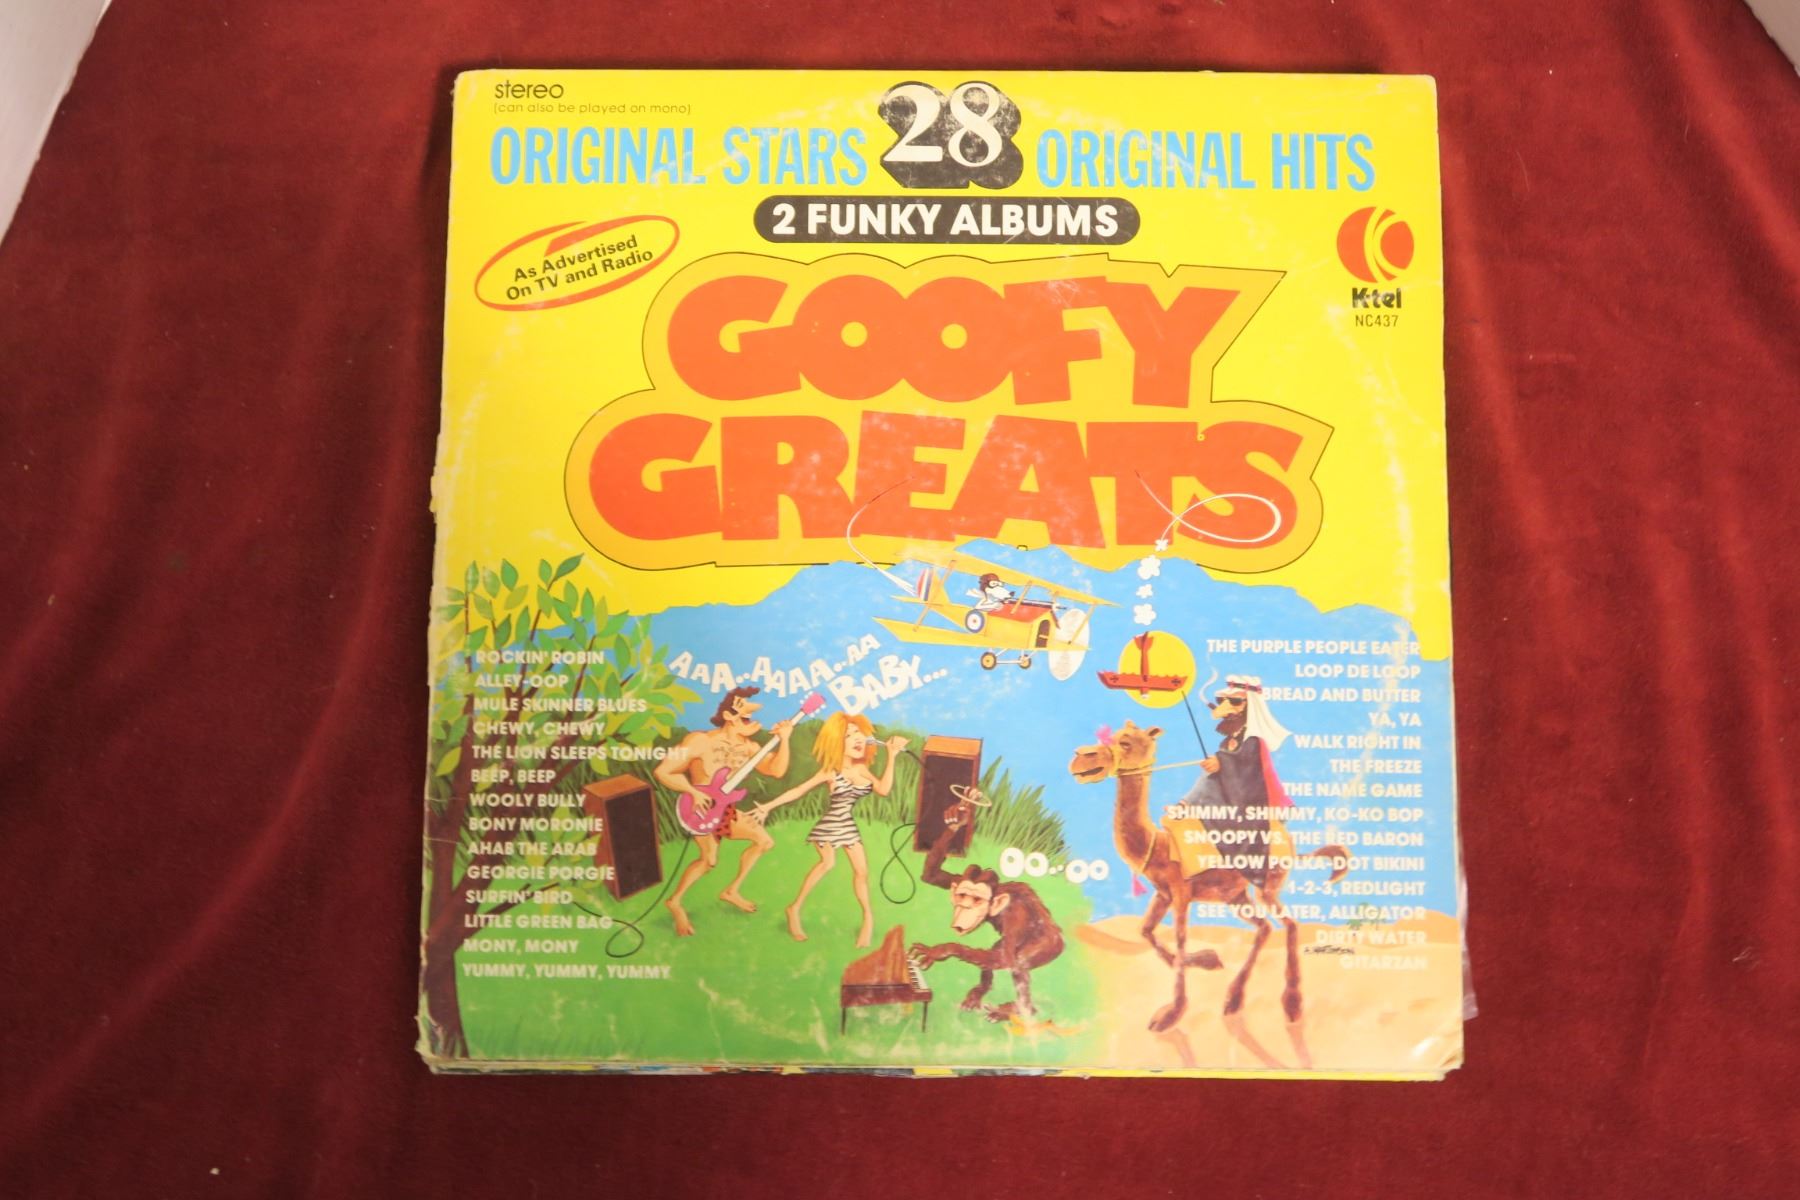 stereo
(can also be played on mono)
ORIGINAL STARS 28 ORIGINAL HITS
2 FUNKY ALBUMS
As Advertised
On TV and Radio
K-tel
NC437
GOOFY
GREATS
AAA..AAAA..AA
BABY...
OO..OO
ROCKIN' ROBIN
ALLEY-OOP
MULE SKINNER BLUES
CHEWY, CHEWY
THE LION SLEEPS TONIGHT
BEEP, BEEP
WOOLY BULLY
BONY MORONIE
AHAB THE ARAB
GEORGIE PORGIE
SURFIN' BIRD
LITTLE GREEN BAG
MONY, MONY
YUMMY, YUMMY, YUMMY
THE PURPLE PEOPLE EATER
LOOP DE LOOP
BREAD AND BUTTER
YA, YA
WALK RIGHT IN
THE FREEZE
THE NAME GAME
SHIMMY, SHIMMY, KO-KO BOP
SNOOPY VS. THE RED BARON
YELLOW POLKA-DOT BIKINI
1-2-3, REDLIGHT
SEE YOU LATER, ALLIGATOR
DIRTY WATER
GITARZAN